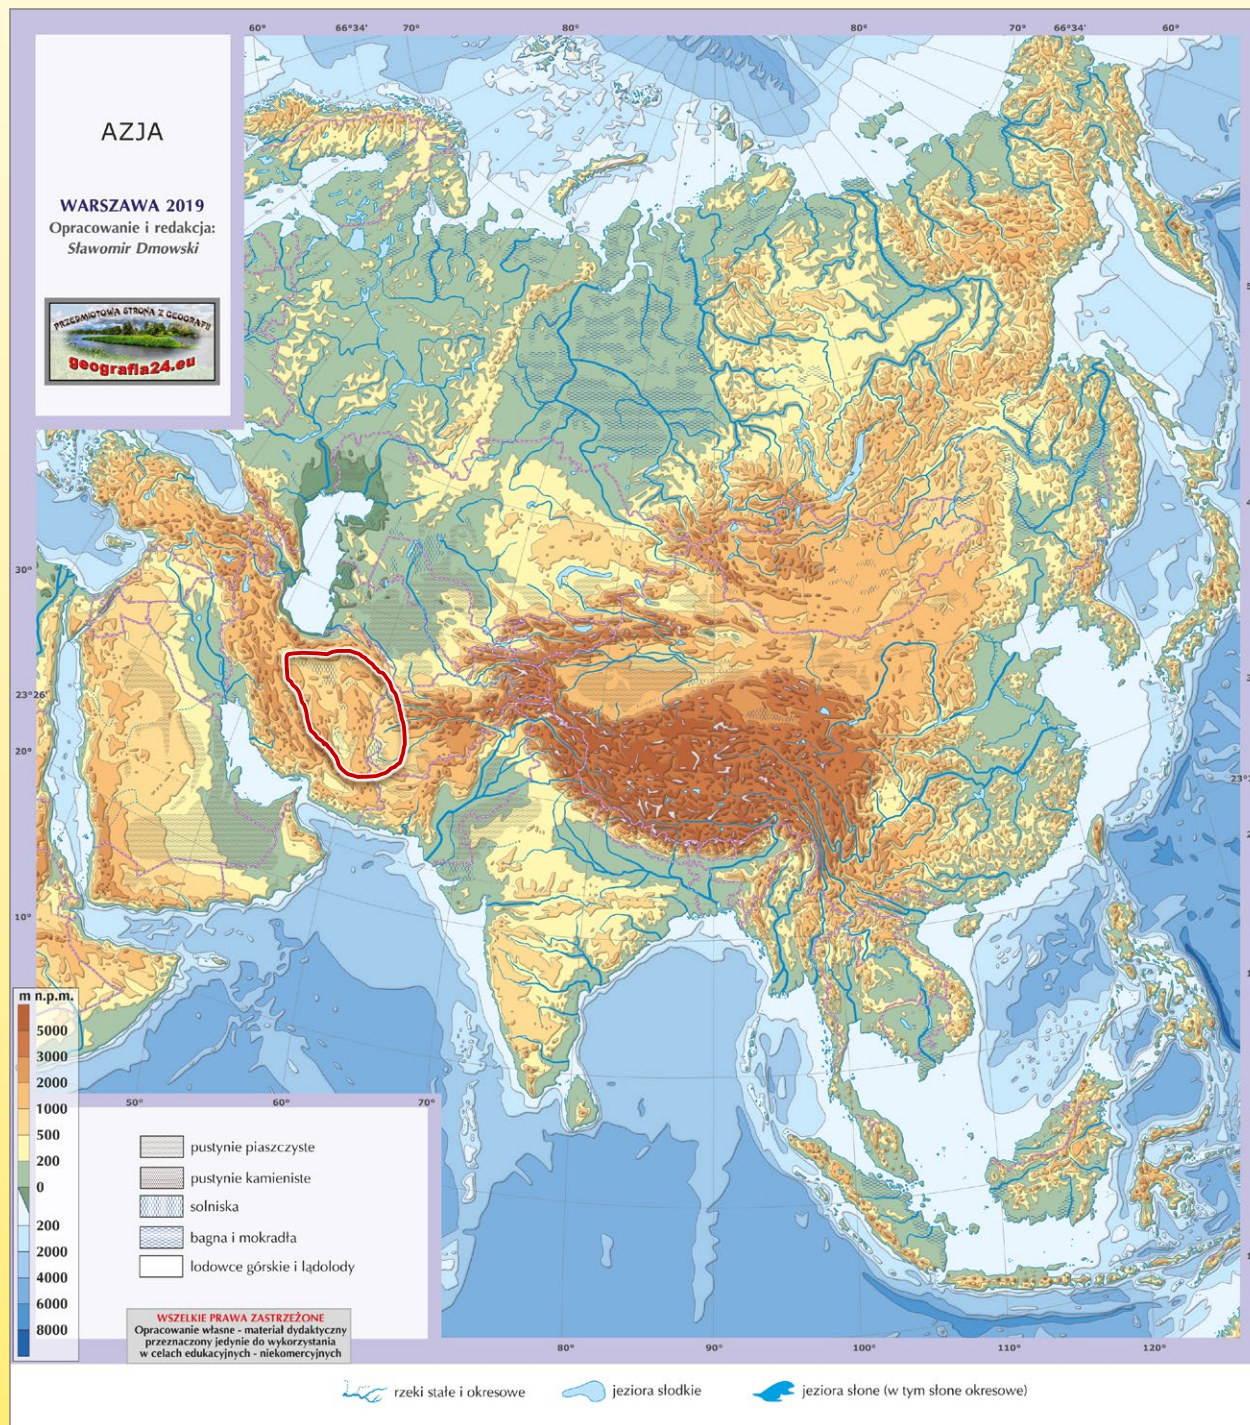 60° 66°34' 70° 80° 80° 70° 66°34' 60°
AZJA
WARSZAWA 2019
Opracowanie i redakcja:
Sławomir Dmowski
PRZEDMIOTOWA STRONA Z GEOGRAFII
geografia24.eu
30°
23°26'
20°
10°
m n.p.m.
5000
3000
2000
1000
500
200
0
200
2000
4000
6000
8000
50° 60° 70°
pustynie piaszczyste
pustynie kamieniste
solniska
bagna i mokradła
lodowce górskie i lądolody
WSZELKIE PRAWA ZASTRZEŻONE
Opracowanie własne - materiał dydaktyczny
przeznaczony jedynie do wykorzystania
w celach edukacyjnych - niekomercyjnych
80° 90° 100° 110° 120°
rzeki stałe i okresowe jeziora słodkie jeziora słone (w tym słone okresowe)